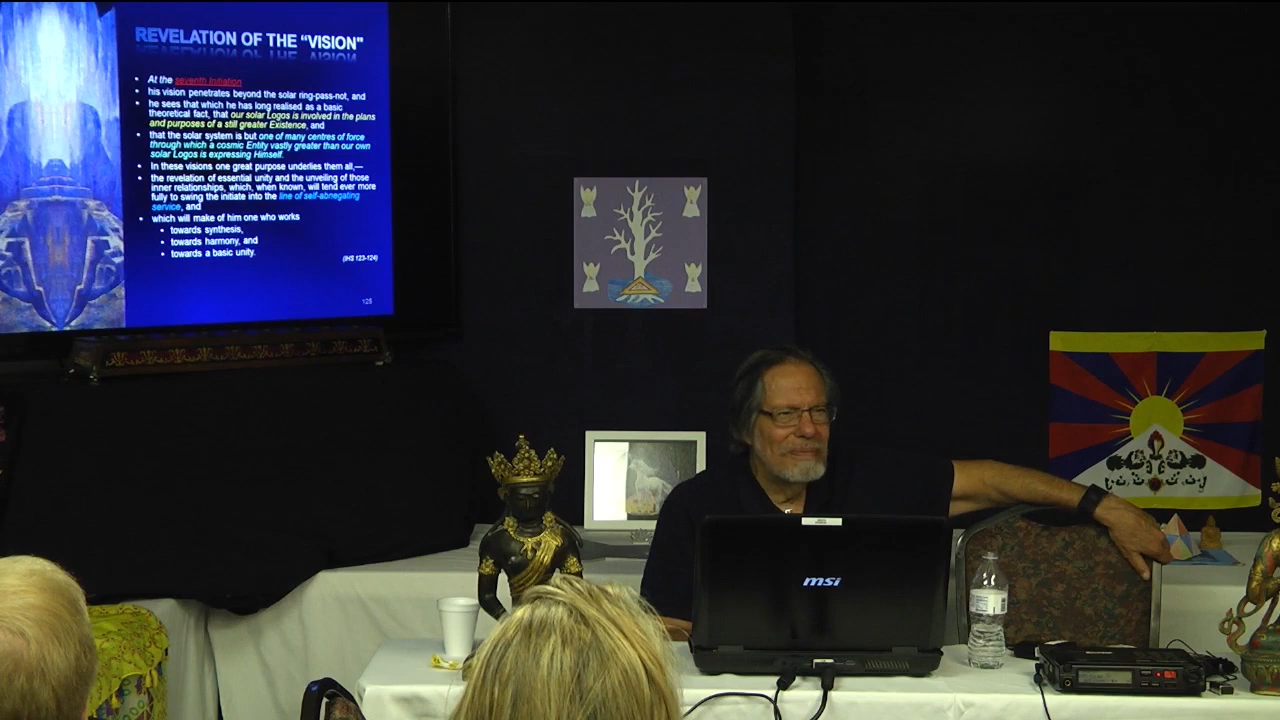 REVELATION OF THE “VISION"
• At the seventh Initiation
• his vision penetrates beyond the solar ring-pass-not, and
• he sees that which he has long realised as a basic
theoretical fact, that our solar Logos is involved in the plans
and purposes of a still greater Existence, and
• that the solar system is but one of many centres of force
through which a cosmic Entity vastly greater than our own
solar Logos is expressing Himself.
• In these visions one great purpose underlies them all,—
• the revelation of essential unity and the unveiling of those
inner relationships, which, when known, will tend ever more
fully to swing the initiate into the line of self-abnegating
service, and
• which will make of him one who works
• towards synthesis,
• towards harmony, and
• towards a basic unity.
(IHS 123-124)
125
msi